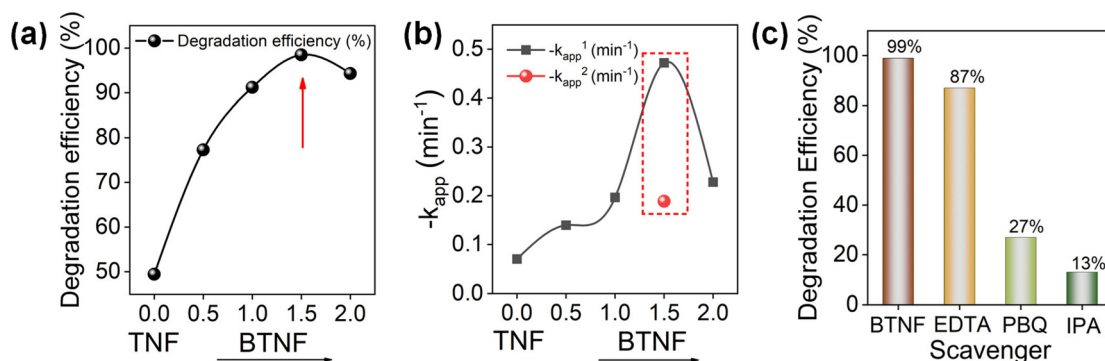 (a)
Degradation efficiency (%)
100
90
80
70
60
50
Degradation efficiency (%)
0.0 0.5 1.0 1.5 2.0
TNF BTNF
(b)
-k_app (min⁻¹)
0.5
0.4
0.3
0.2
0.1
0.0
-k_app¹ (min⁻¹)
-k_app² (min⁻¹)
0.0 0.5 1.0 1.5 2.0
TNF BTNF
(c)
Degradation Efficiency (%)
100
80
60
40
20
0
99%
87%
27%
13%
BTNF EDTA PBQ IPA
Scavenger